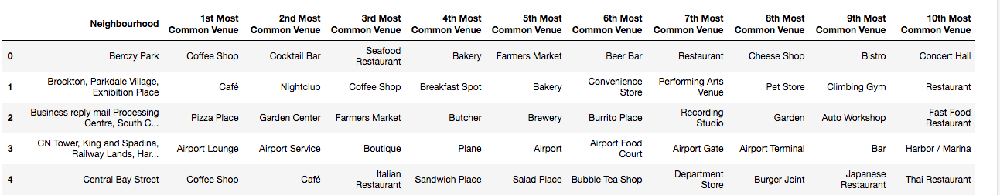 Neighbourhood 1st Most Common Venue 2nd Most Common Venue 3rd Most Common Venue 4th Most Common Venue 5th Most Common Venue 6th Most Common Venue 7th Most Common Venue 8th Most Common Venue 9th Most Common Venue 10th Most Common Venue
0 Berczy Park Coffee Shop Cocktail Bar Seafood Restaurant Bakery Farmers Market Beer Bar Restaurant Cheese Shop Bistro Concert Hall
1 Brockton, Parkdale Village, Exhibition Place Café Nightclub Coffee Shop Breakfast Spot Bakery Convenience Store Performing Arts Venue Pet Store Climbing Gym Restaurant
2 Business reply mail Processing Centre, South C... Pizza Place Garden Center Farmers Market Butcher Brewery Burrito Place Recording Studio Garden Auto Workshop Fast Food Restaurant
3 CN Tower, King and Spadina, Railway Lands, Har... Airport Lounge Airport Service Boutique Plane Airport Airport Food Court Airport Gate Airport Terminal Bar Harbor / Marina
4 Central Bay Street Coffee Shop Café Italian Restaurant Sandwich Place Salad Place Bubble Tea Shop Department Store Burger Joint Japanese Restaurant Thai Restaurant